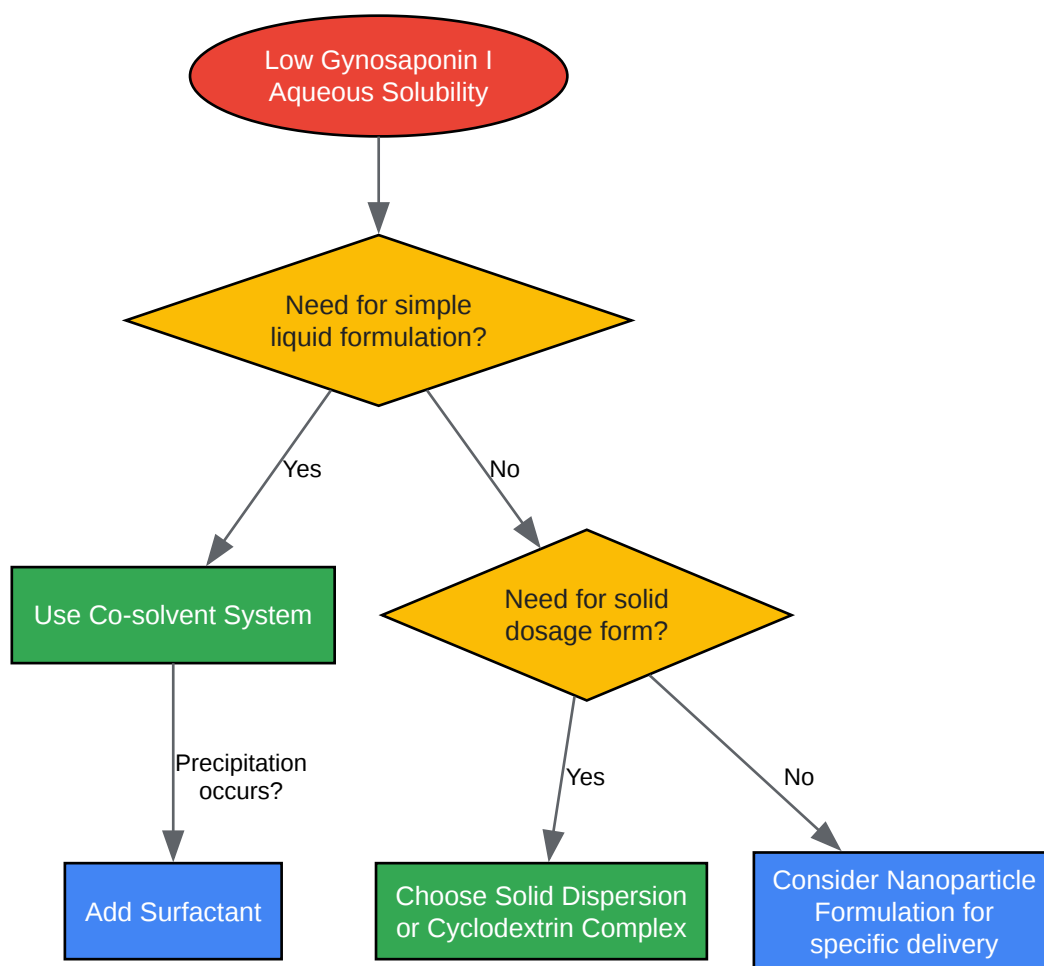 Low Gynosaponin I
Aqueous Solubility
Need for simple
liquid formulation?
Yes
No
Use Co-solvent System
Need for solid
dosage form?
Precipitation
occurs?
Yes
No
Add Surfactant
Choose Solid Dispersion
or Cyclodextrin Complex
Consider Nanoparticle
Formulation for
specific delivery